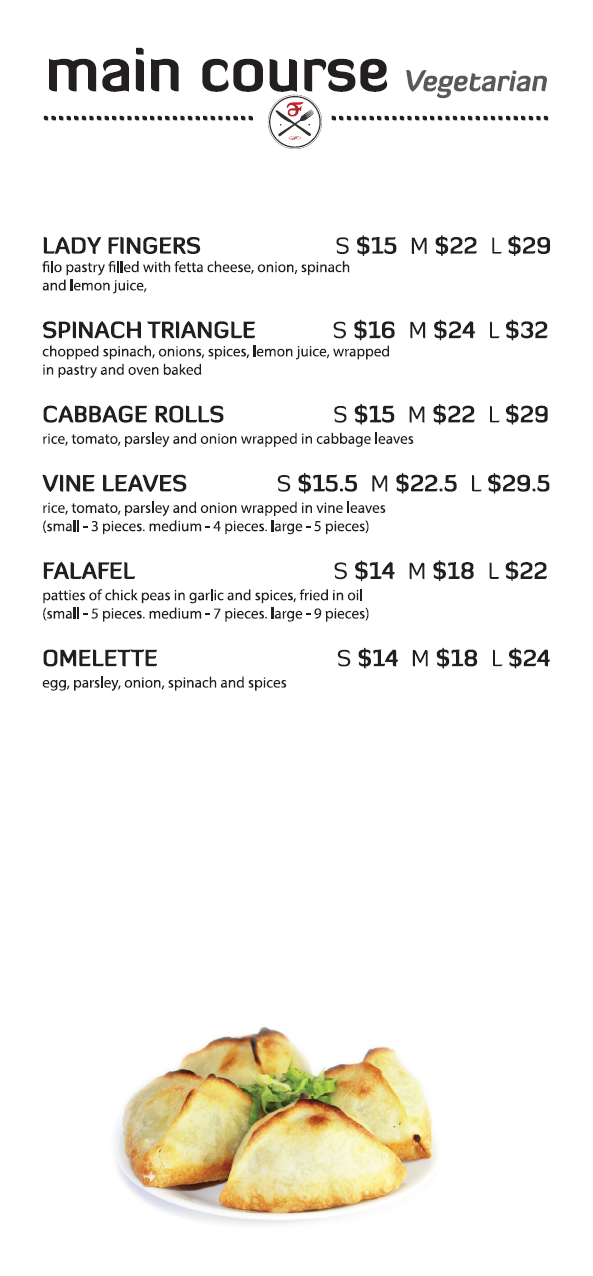 main course Vegetarian
F
LADY FINGERS S $15 M $22 L $29
filo pastry filled with fetta cheese, onion, spinach
and lemon juice,
SPINACH TRIANGLE S $16 M $24 L $32
chopped spinach, onions, spices, lemon juice, wrapped
in pastry and oven baked
CABBAGE ROLLS S $15 M $22 L $29
rice, tomato, parsley and onion wrapped in cabbage leaves
VINE LEAVES S $15.5 M $22.5 L $29.5
rice, tomato, parsley and onion wrapped in vine leaves
(small - 3 pieces. medium - 4 pieces. large - 5 pieces)
FALAFEL S $14 M $18 L $22
patties of chick peas in garlic and spices, fried in oil
(small - 5 pieces. medium - 7 pieces. large - 9 pieces)
OMELETTE S $14 M $18 L $24
egg, parsley, onion, spinach and spices